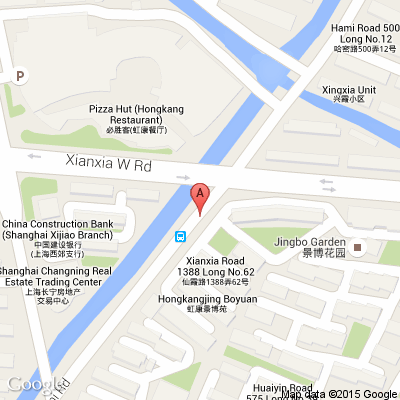 Hami Road 500
Long No.12
哈密路500弄12号
P
Xingxia Unit
兴霞小区
Pizza Hut (Hongkang
Restaurant)
必胜客(虹康餐厅)
Xianxia W Rd
A
China Construction Bank
(Shanghai Xijiao Branch)
中国建设银行
(上海西郊支行)
Jingbo Garden
景博花园
Xianxia Road
1388 Long No.62
仙霞路1388弄62号
Shanghai Changning Real
Estate Trading Center
上海长宁房地产
交易中心
Hongkangjing Boyuan
虹康景博苑
Rd
Huaiyin Road
Google
Map data ©2015 Google